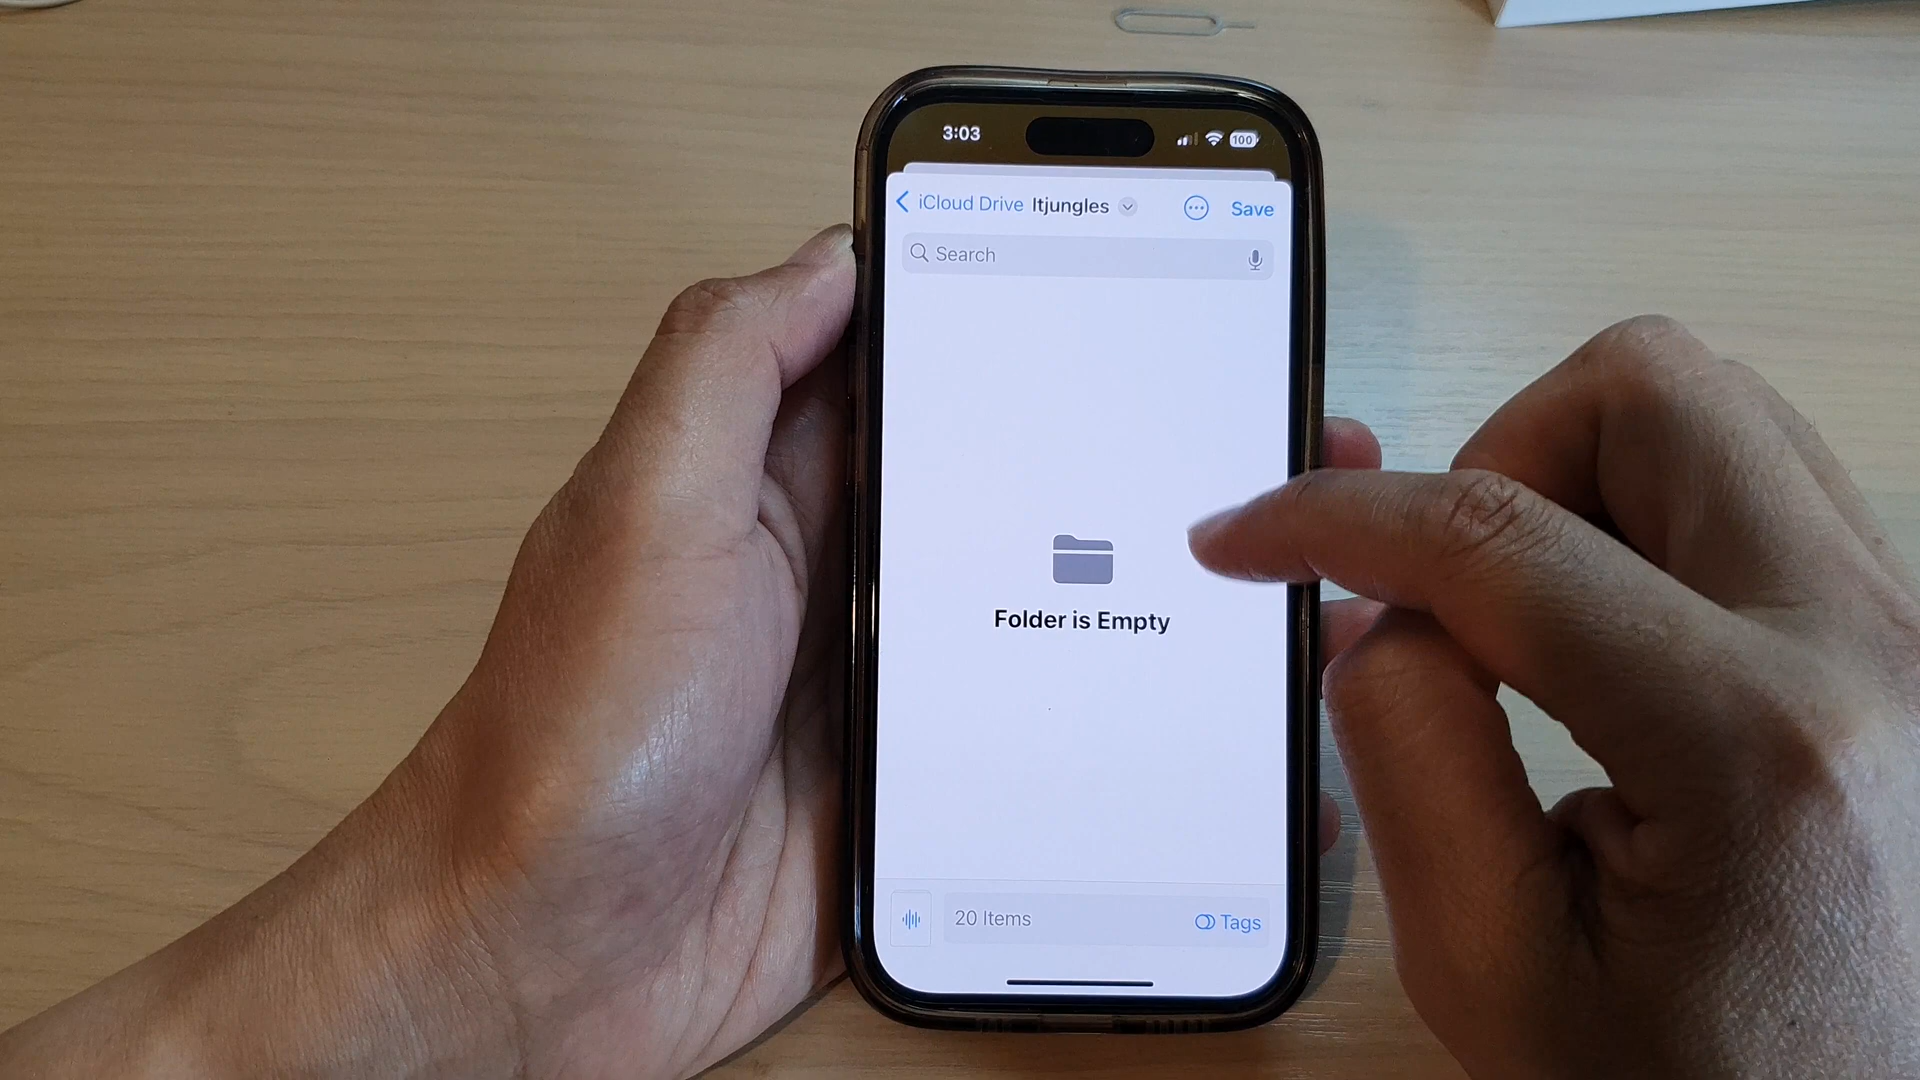 3:03
100
iCloud Drive Itjungles
Save
Search
Folder is Empty
20 Items
Tags